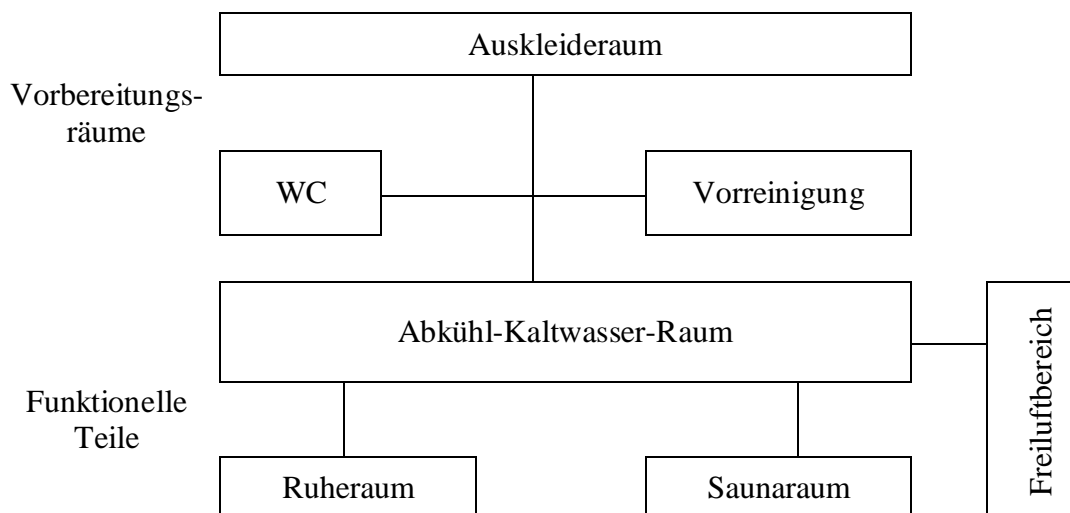 Auskleideraum
Vorbereitungs-
räume
WC
Vorreinigung
Abkühl-Kaltwasser-Raum
Freiluftbereich
Funktionelle
Teile
Ruheraum
Saunaraum